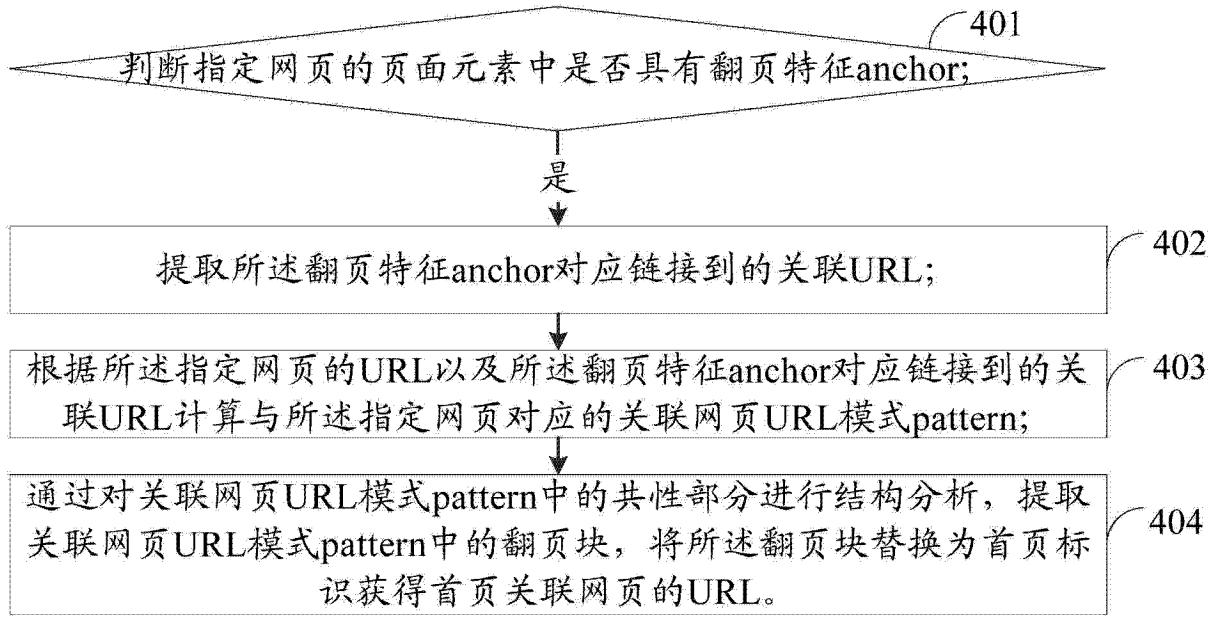 401
判断指定网页的页面元素中是否具有翻页特征anchor;
是
402
提取所述翻页特征anchor对应链接到的关联URL;
403
根据所述指定网页的URL以及所述翻页特征anchor对应链接到的关
联URL计算与所述指定网页对应的关联网页URL模式pattern;
404
通过对关联网页URL模式pattern中的共性部分进行结构分析，提取
关联网页URL模式pattern中的翻页块，将所述翻页块替换为首页标
识获得首页关联网页的URL。